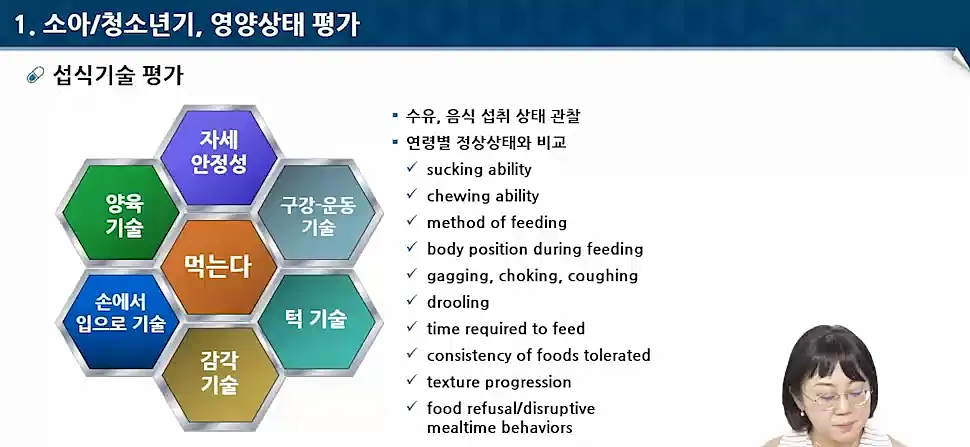 1. 소아/청소년기, 영양상태 평가
섭식기술 평가
자세
안정성
양육
기술
구강-운동
기술
먹는다
손에서
입으로 기술
턱 기술
감각
기술
수유, 음식 섭취 상태 관찰
연령별 정상상태와 비교
sucking ability
chewing ability
method of feeding
body position during feeding
gagging, choking, coughing
drooling
time required to feed
consistency of foods tolerated
texture progression
food refusal/disruptive
mealtime behaviors